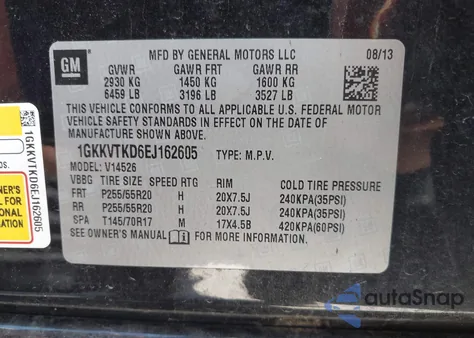 GM
MFD BY GENERAL MOTORS LLC 08/13
GVWR GAWR FRT GAWR RR
2930 KG 1450 KG 1600 KG
6459 LB 3196 LB 3527 LB
THIS VEHICLE CONFORMS TO ALL APPLICABLE U.S. FEDERAL MOTOR
VEHICLE SAFETY STANDARDS IN EFFECT ON THE DATE OF
MANUFACTURE SHOWN ABOVE.
1GKKVTKD6EJ162605 TYPE: M.P.V.
MODEL: V14526
VBBG TIRE SIZE SPEED RTG RIM COLD TIRE PRESSURE
FRT P255/55R20 H 20X7.5J 240KPA(35PSI)
RR P255/55R20 H 20X7.5J 240KPA(35PSI)
SPA T145/70R17 M 17X4.5B 420KPA(60PSI)
SEE OWNER'S MANUAL FOR MORE INFORMATION
1GKKVTKD6EJ162605
OWNER'S
autoSnap